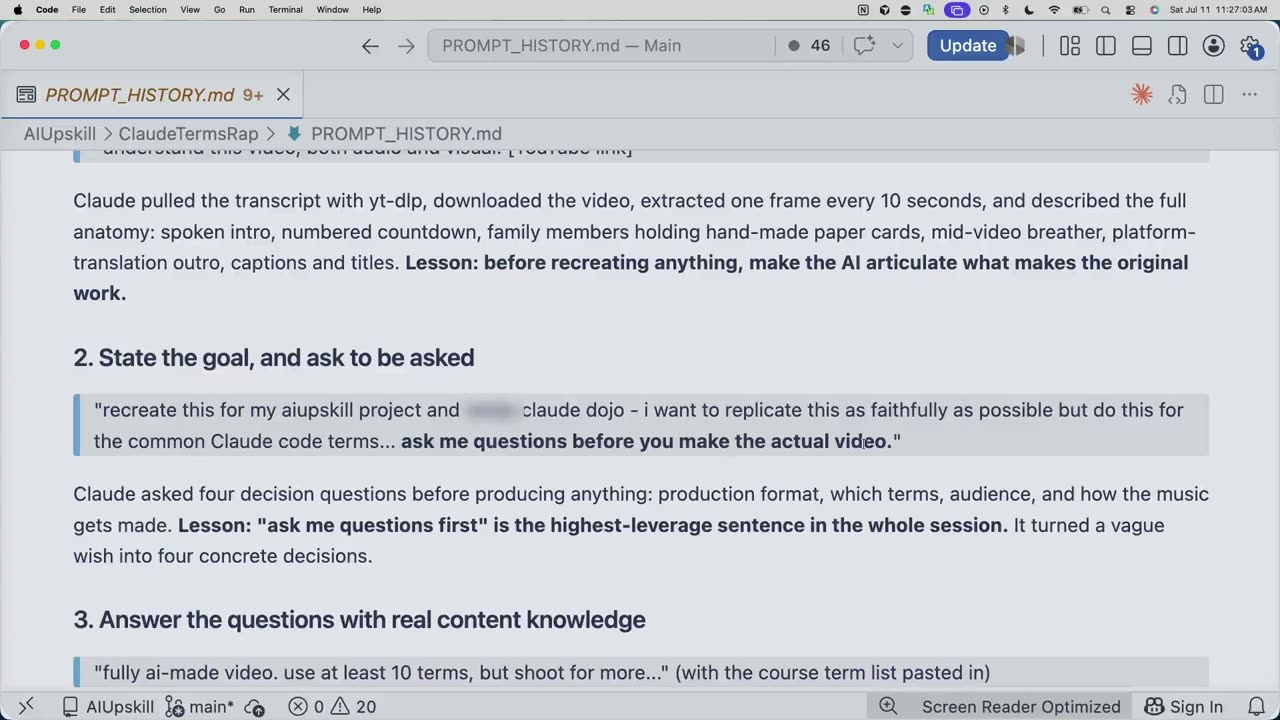 Code File Edit Selection View Go Run Terminal Window Help Sat Jul 11 11:27:03 AM
PROMPT_HISTORY.md — Main 46 Update 1
PROMPT_HISTORY.md 9+
AIUpskill > ClaudeTermsRap > PROMPT_HISTORY.md
understand this video, both audio and visual. [YouTube link]
Claude pulled the transcript with yt-dlp, downloaded the video, extracted one frame every 10 seconds, and described the full
anatomy: spoken intro, numbered countdown, family members holding hand-made paper cards, mid-video breather, platform-
translation outro, captions and titles. Lesson: before recreating anything, make the AI articulate what makes the original
work.
2. State the goal, and ask to be asked
"recreate this for my aiupskill project and claude dojo - i want to replicate this as faithfully as possible but do this for
the common Claude code terms... ask me questions before you make the actual video."
Claude asked four decision questions before producing anything: production format, which terms, audience, and how the music
gets made. Lesson: "ask me questions first" is the highest-leverage sentence in the whole session. It turned a vague
wish into four concrete decisions.
3. Answer the questions with real content knowledge
"fully ai-made video. use at least 10 terms, but shoot for more..." (with the course term list pasted in)
AIUpskill main* 0 20 Screen Reader Optimized Sign In